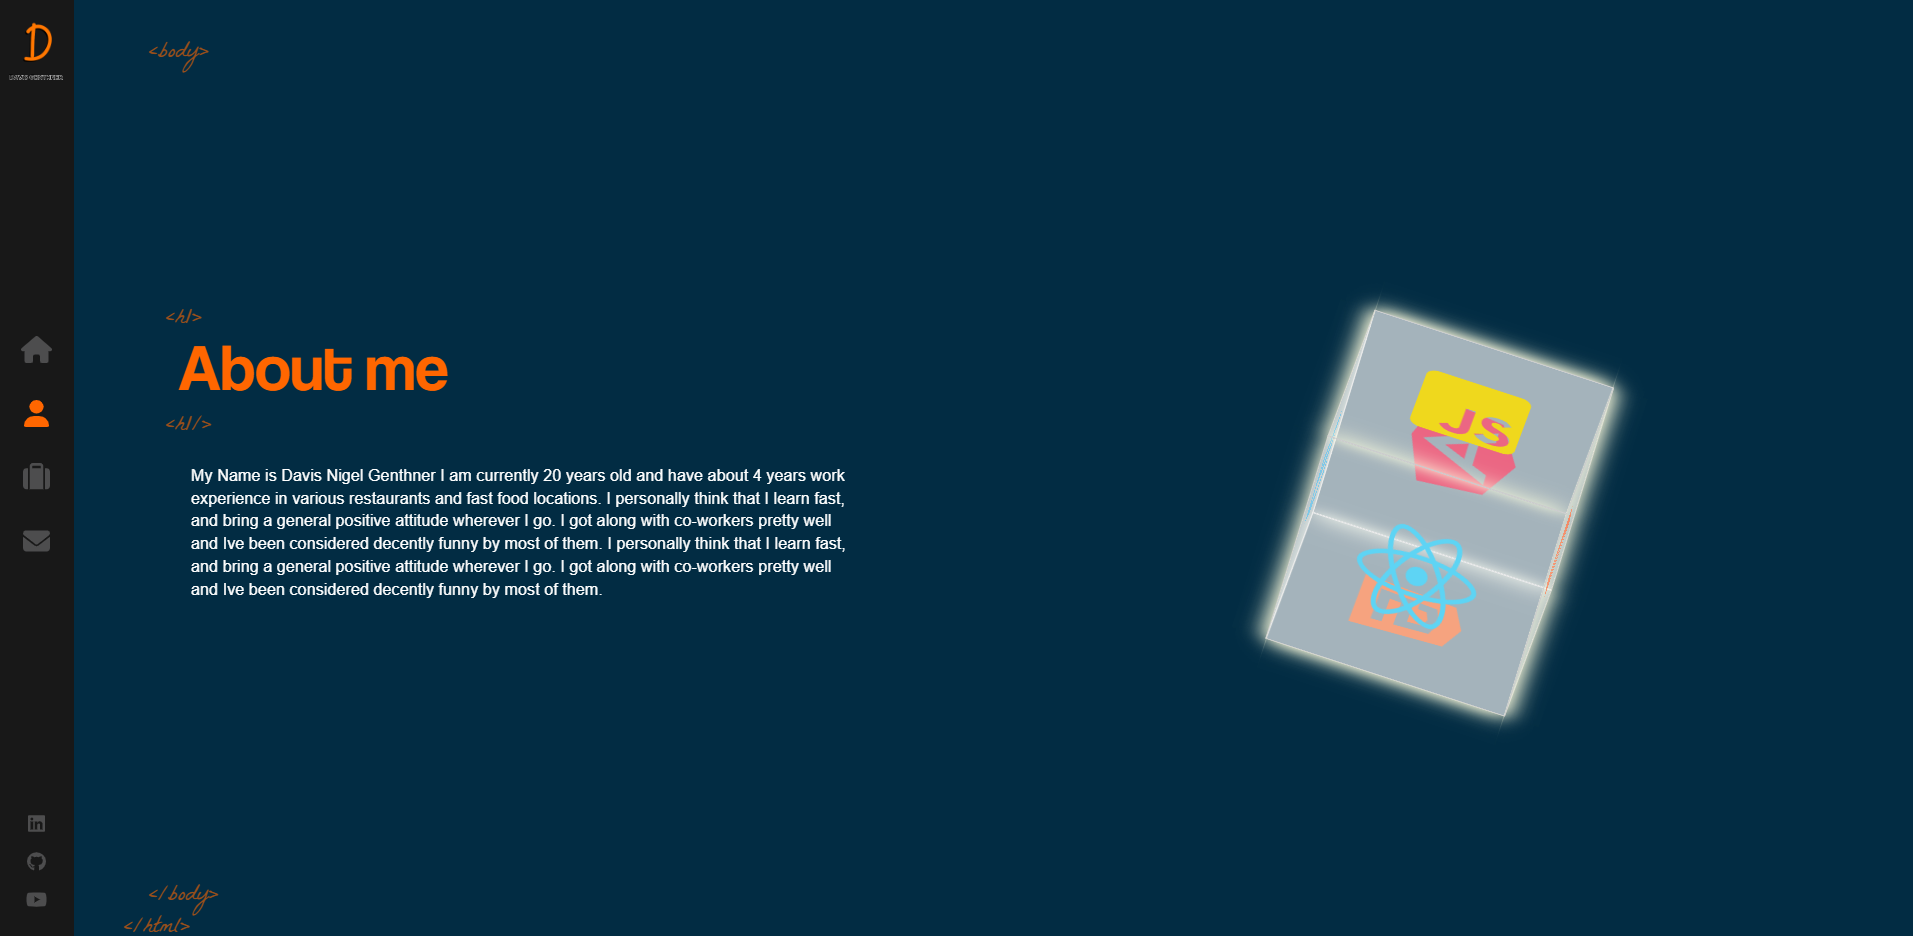 D
<body>
<h1>
About me
<h1/>
My Name is Davis Nigel Genthner I am currently 20 years old and have about 4 years work
experience in various restaurants and fast food locations. I personally think that I learn fast,
and bring a general positive attitude wherever I go. I got along with co-workers pretty well
and Ive been considered decently funny by most of them. I personally think that I learn fast,
and bring a general positive attitude wherever I go. I got along with co-workers pretty well
and Ive been considered decently funny by most of them.
JS
A
</body>
</html>
in